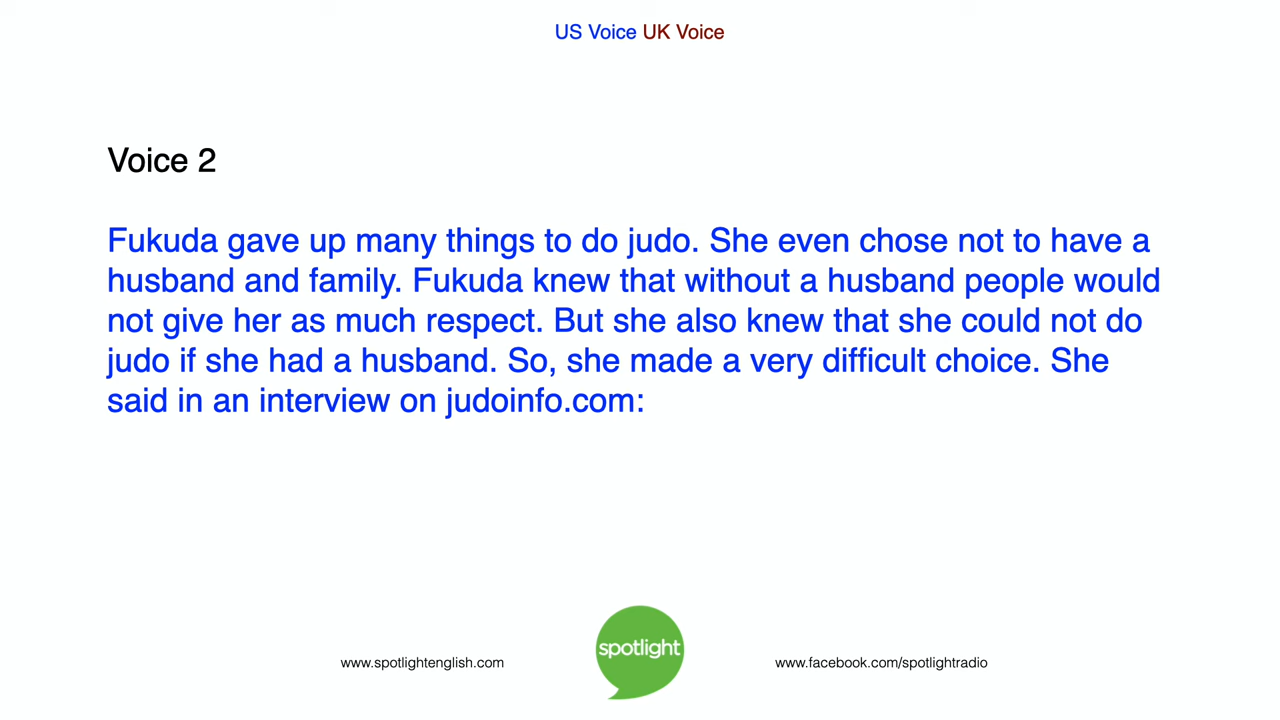 US Voice UK Voice
Voice 2
Fukuda gave up many things to do judo. She even chose not to have a
husband and family. Fukuda knew that without a husband people would
not give her as much respect. But she also knew that she could not do
judo if she had a husband. So, she made a very difficult choice. She
said in an interview on judoinfo.com:
www.spotlightenglish.com
spotlight
www.facebook.com/spotlightradio